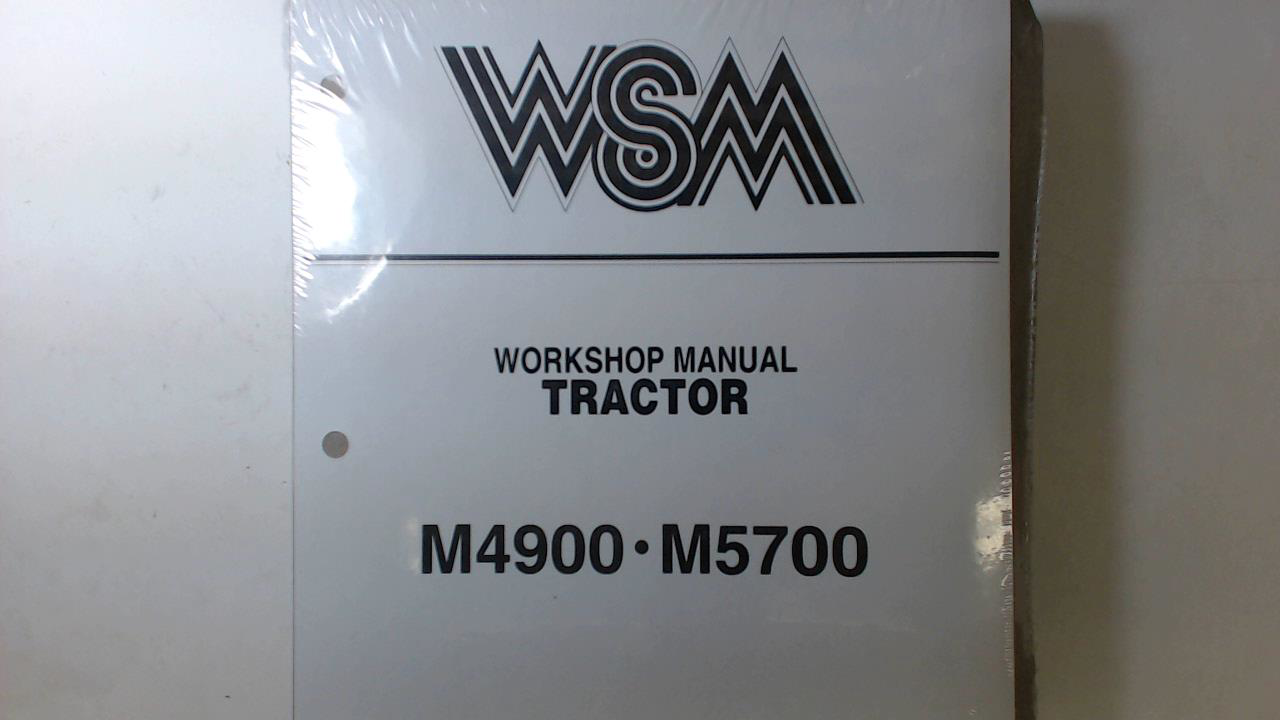 WSM
WORKSHOP MANUAL
TRACTOR
M4900・M5700